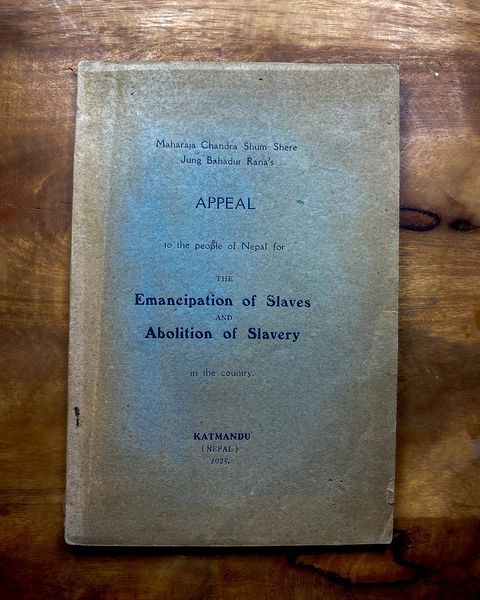 Maharaja Chandra Shum Shere
Jung Bahadur Rana's
APPEAL
to the people of Nepal for
THE
Emancipation of Slaves
AND
Abolition of Slavery
in the country.
KATMANDU
( NEPAL )
1925.